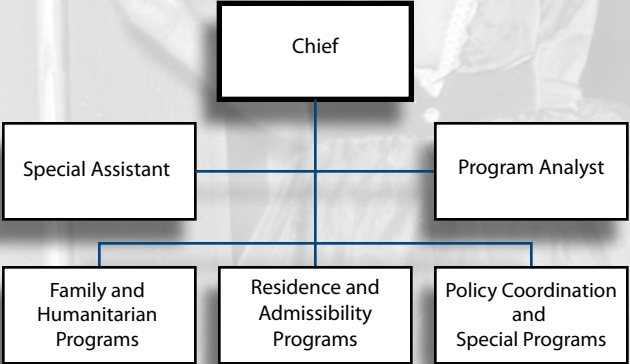 Chief
Special Assistant
Program Analyst
Family and
Humanitarian
Programs
Residence and
Admissibility
Programs
Policy Coordination
and
Special Programs